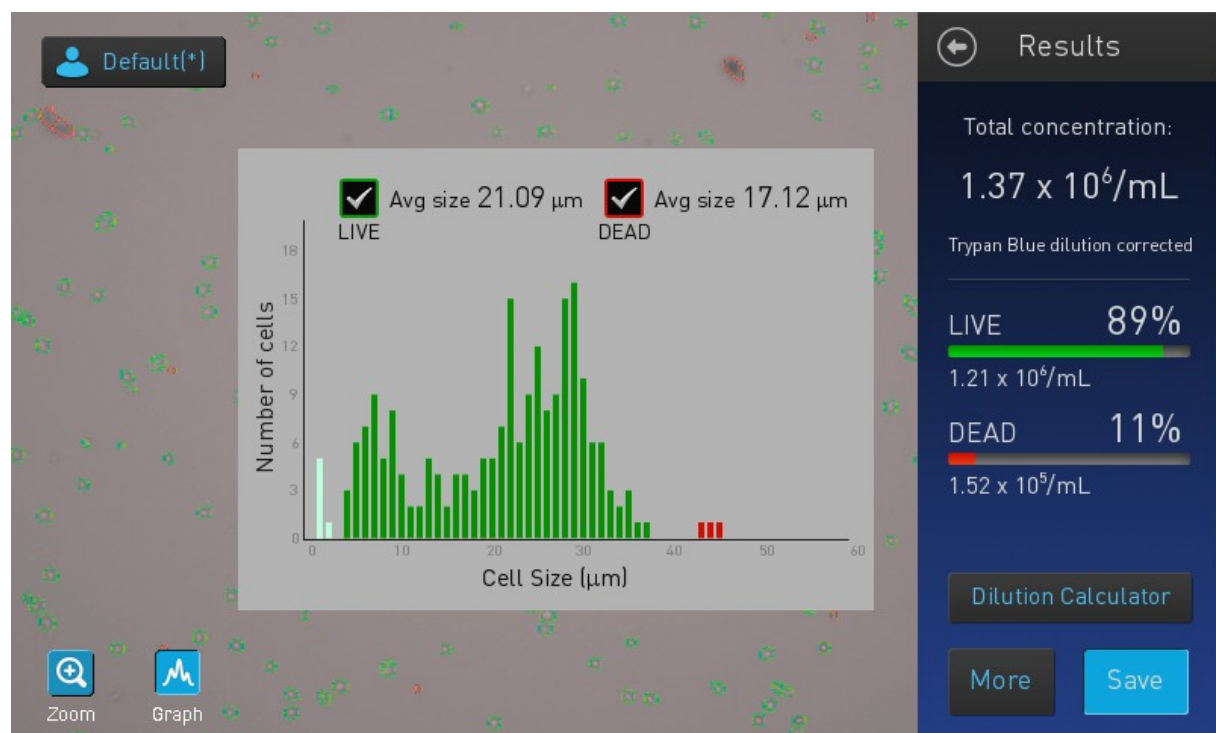 Default(*)
Results
Total concentration:
1.37 x 10⁶/mL
Trypan Blue dilution corrected
LIVE 89%
1.21 x 10⁶/mL
DEAD 11%
1.52 x 10⁵/mL
Dilution Calculator
More
Save
Avg size 21.09 µm
LIVE
Avg size 17.12 µm
DEAD
Number of cells
18
15
12
9
6
3
0
0 10 20 30 40 50 60
Cell Size (µm)
Zoom
Graph